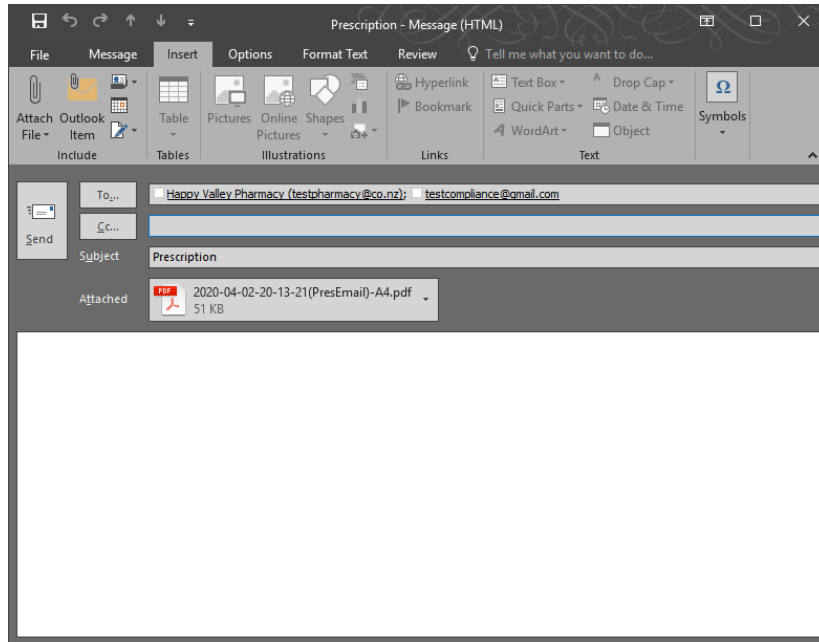 Prescription - Message (HTML)
File Message Insert Options Format Text Review Tell me what you want to do...
Attach File Outlook Item Table Pictures Online Pictures Shapes Hyperlink Bookmark Text Box Quick Parts WordArt A Drop Cap Date & Time Object Ω Symbols
Include Tables Illustrations Links Text
To... Happy Valley Pharmacy (testpharmacy@co.nz); testcompliance@gmail.com
Cc...
Send
Subject Prescription
Attached PDF 2020-04-02-20-13-21(PresEmail)-A4.pdf
51 KB